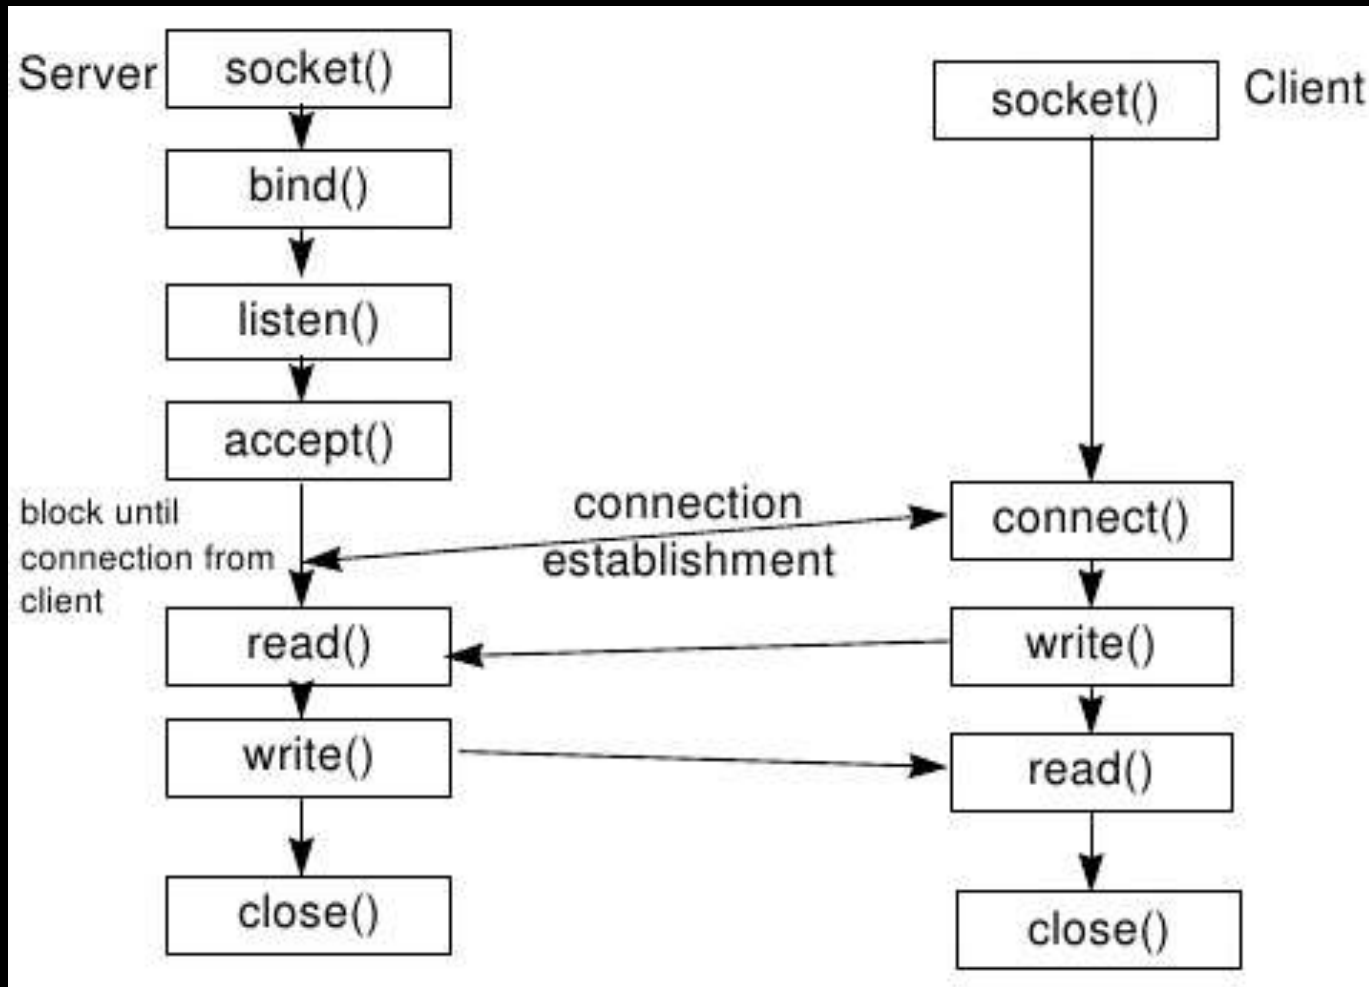 Server
socket()
bind()
listen()
accept()
block until
connection from
client
read()
write()
close()
connection
establishment
Client
socket()
connect()
write()
read()
close()